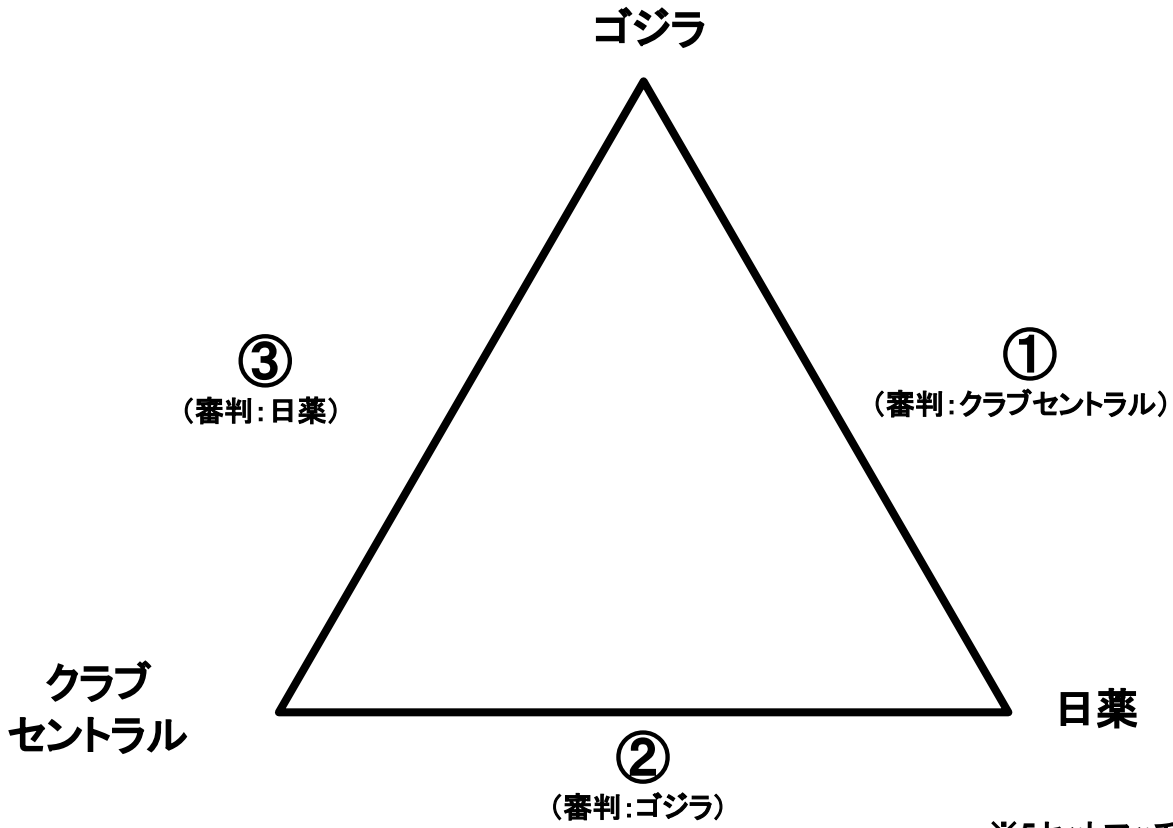 ゴジラ
③
(審判:日薬)
①
(審判:クラブセントラル)
クラブ
セントラル
日薬
②
(審判:ゴジラ)